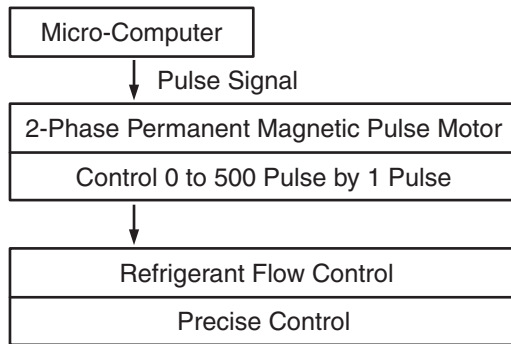 Micro-Computer
Pulse Signal
2-Phase Permanent Magnetic Pulse Motor
Control 0 to 500 Pulse by 1 Pulse
Refrigerant Flow Control
Precise Control